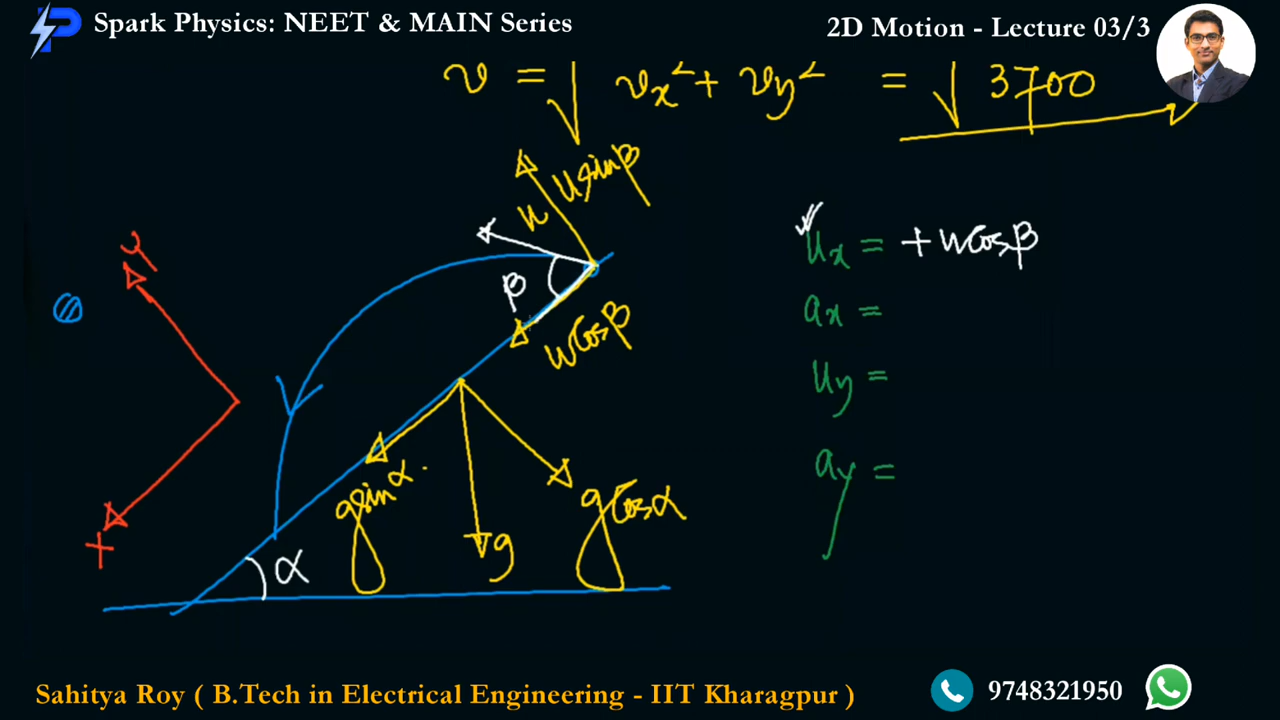 Spark Physics: NEET & MAIN Series
2D Motion - Lecture 03/3
v = √ vx² + vy² = √ 3700
u sinβ
u
y
β
u cosβ
x
α
g sinα
g
g cosα
ux = + u cosβ
ax =
uy =
ay =
Sahitya Roy ( B.Tech in Electrical Engineering - IIT Kharagpur )
9748321950